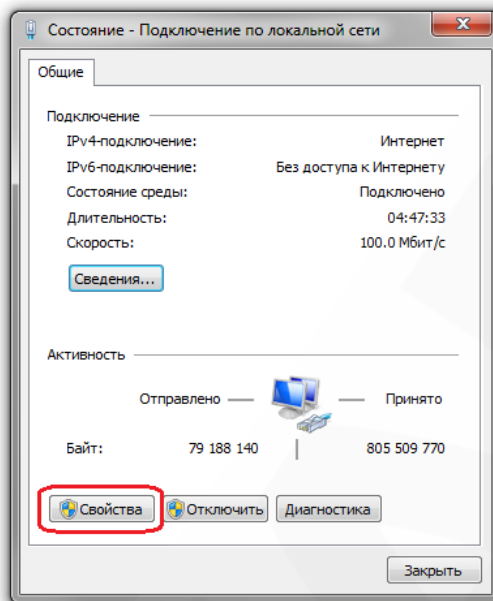 Состояние - Подключение по локальной сети
Общие
Подключение
IPv4-подключение: Интернет
IPv6-подключение: Без доступа к Интернету
Состояние среды: Подключено
Длительность: 04:47:33
Скорость: 100.0 Мбит/с
Сведения...
Активность
Отправлено — — Принято
Байт: 79 188 140 | 805 509 770
Свойства Отключить Диагностика
Закрыть